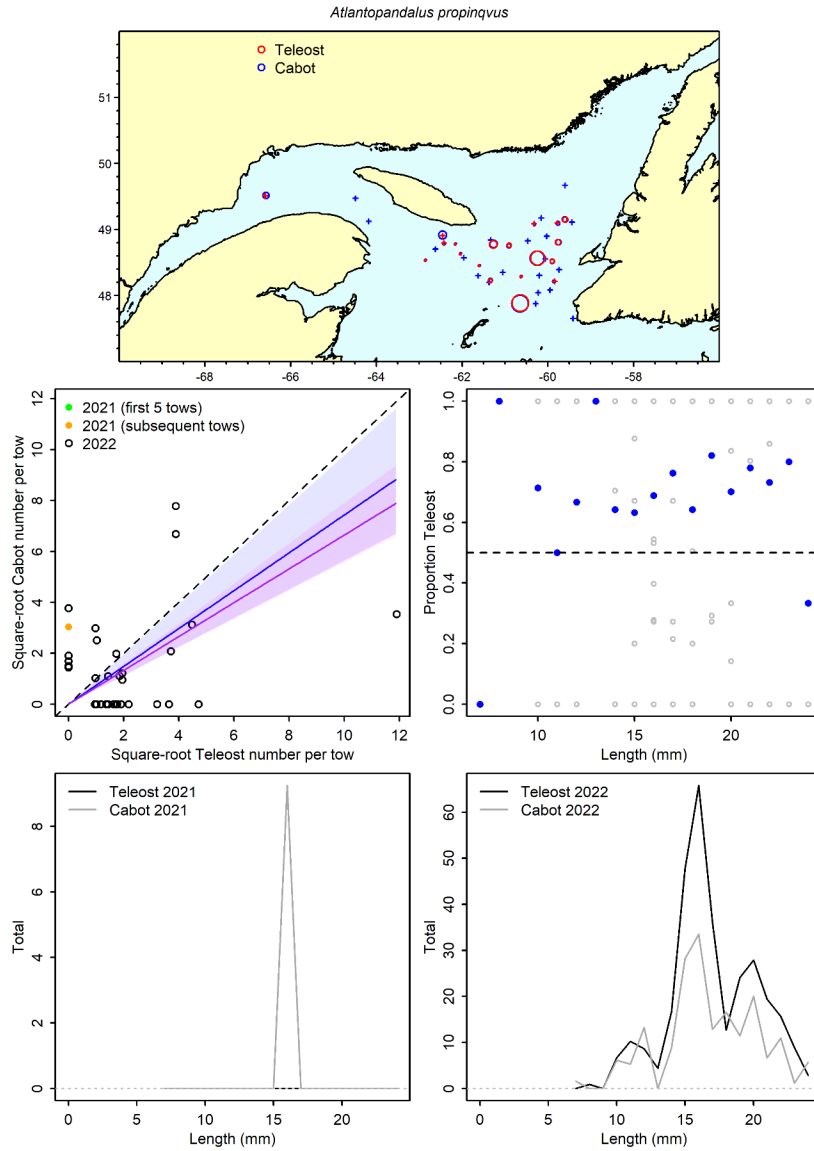 Atlantopandalus propinqvus
Teleost
Cabot
51
50
49
48
-68
-66
-64
-62
-60
-58
-56
2021 (first 5 tows)
2021 (subsequent tows)
2022
Square-root Cabot number per tow
12
10
8
6
4
2
0
0 2 4 6 8 10 12
Square-root Teleost number per tow
Proportion Teleost
1.0
0.8
0.6
0.4
0.2
0.0
10 15 20
Length (mm)
Teleost 2021
Cabot 2021
Total
8
6
4
2
0
0 5 10 15 20
Length (mm)
Teleost 2022
Cabot 2022
Total
60
50
40
30
20
10
0
0 5 10 15 20
Length (mm)